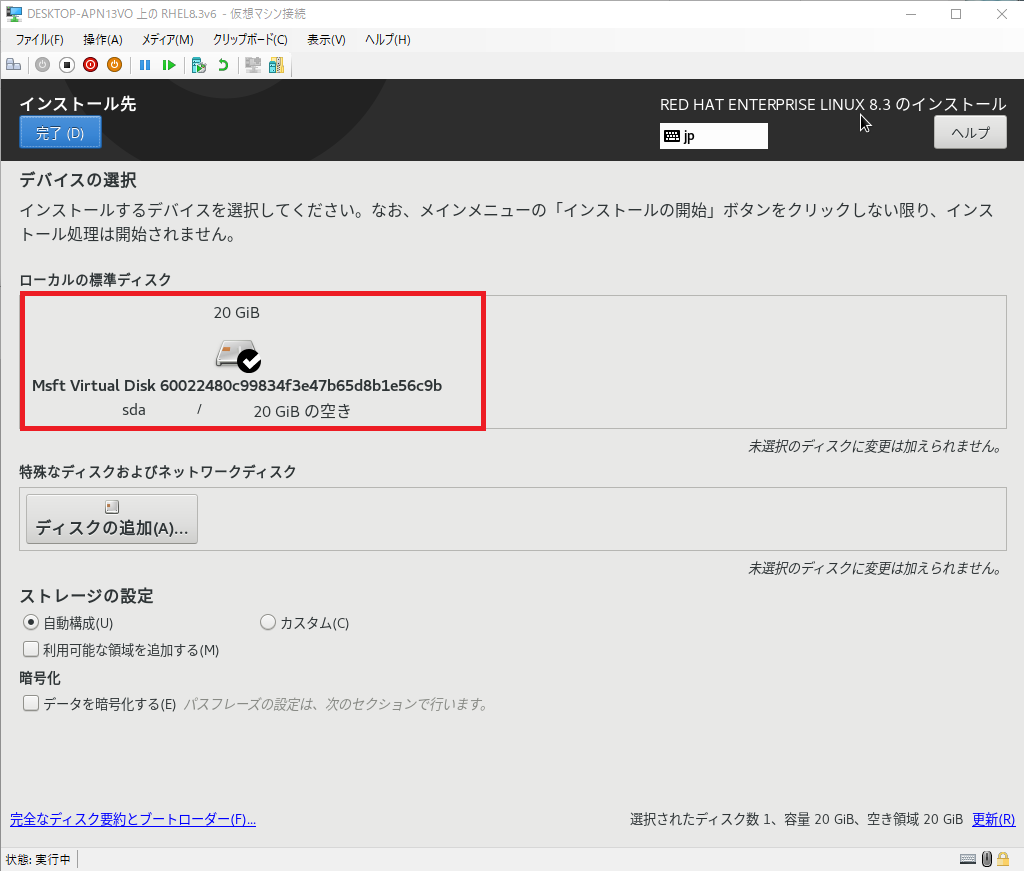 DESKTOP-APN13VO 上の RHEL8.3v6 - 仮想マシン接続
ファイル(F) 操作(A) メディア(M) クリップボード(C) 表示(V) ヘルプ(H)
インストール先
RED HAT ENTERPRISE LINUX 8.3 のインストール
完了 (D)
jp
ヘルプ
デバイスの選択
インストールするデバイスを選択してください。なお、メインメニューの「インストールの開始」ボタンをクリックしない限り、インス
トール処理は開始されません。
ローカルの標準ディスク
20 GiB
Msft Virtual Disk 60022480c99834f3e47b65d8b1e56c9b
sda / 20 GiB の空き
未選択のディスクに変更は加えられません。
特殊なディスクおよびネットワークディスク
ディスクの追加(A)...
未選択のディスクに変更は加えられません。
ストレージの設定
自動構成(U) カスタム(C)
利用可能な領域を追加する(M)
暗号化
データを暗号化する(E) パスフレーズの設定は、次のセクションで行います。
完全なディスク要約とブートローダー(F)... 選択されたディスク数 1、容量 20 GiB、空き領域 20 GiB 更新(R)
状態: 実行中